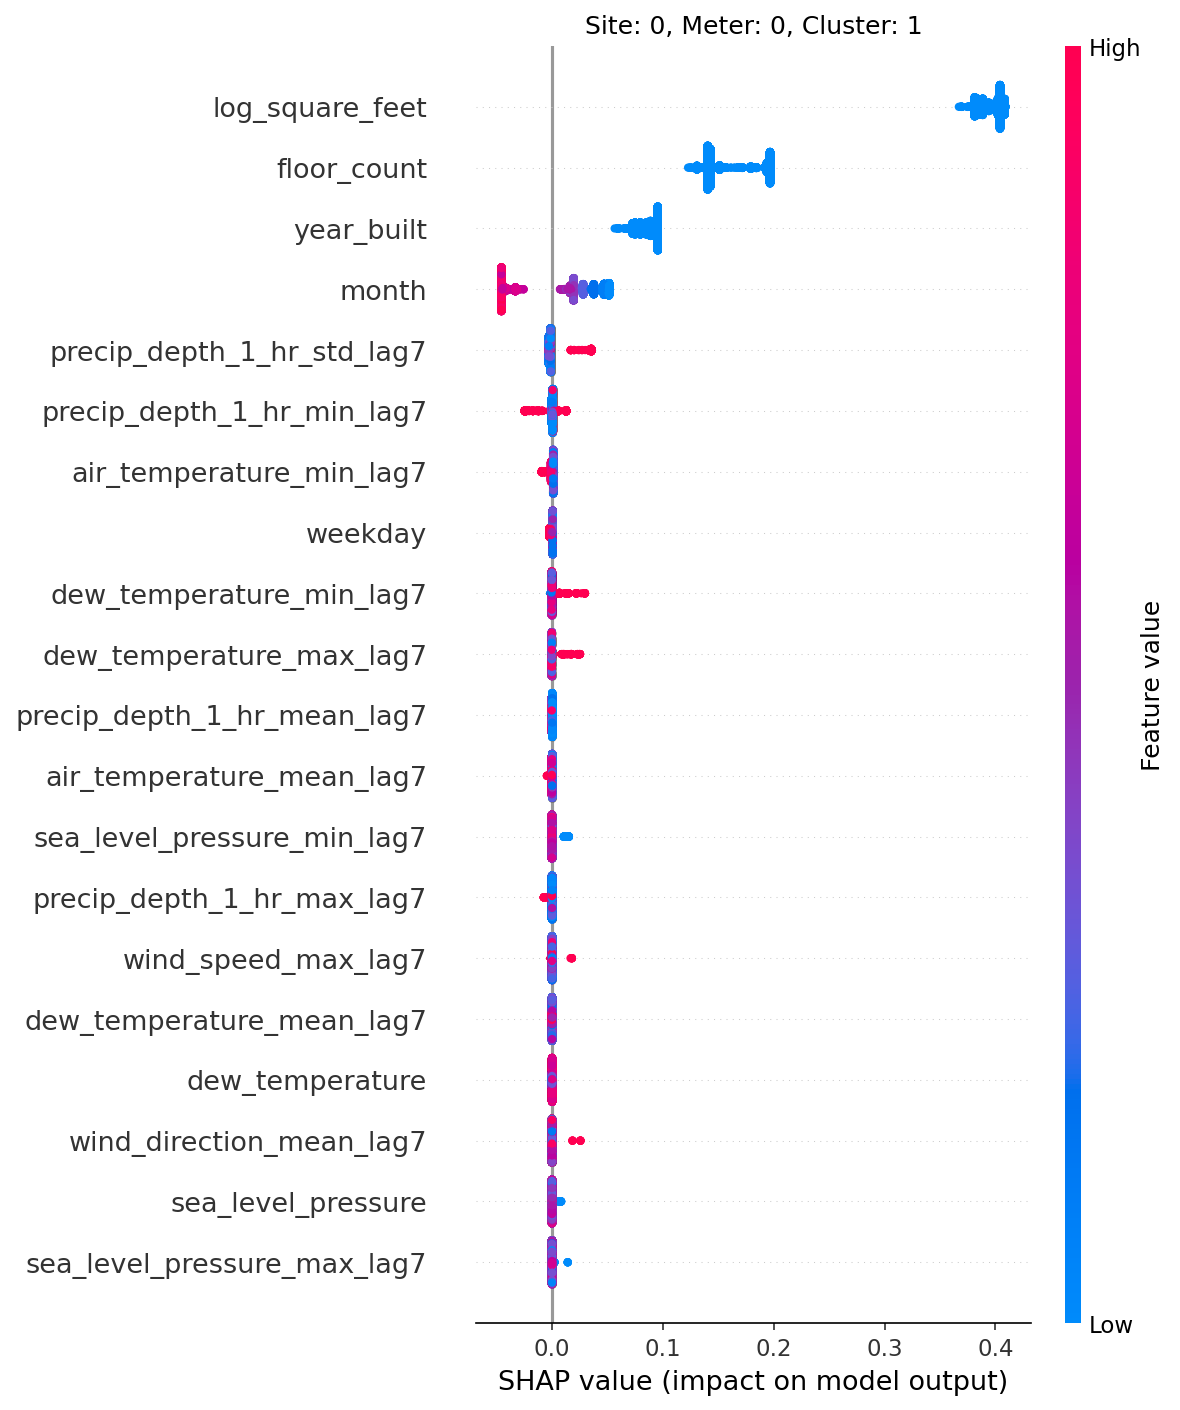 Site: 0, Meter: 0, Cluster: 1
High
log_square_feet
floor_count
year_built
month
precip_depth_1_hr_std_lag7
precip_depth_1_hr_min_lag7
air_temperature_min_lag7
weekday
dew_temperature_min_lag7
dew_temperature_max_lag7
precip_depth_1_hr_mean_lag7
air_temperature_mean_lag7
sea_level_pressure_min_lag7
precip_depth_1_hr_max_lag7
wind_speed_max_lag7
dew_temperature_mean_lag7
dew_temperature
wind_direction_mean_lag7
sea_level_pressure
sea_level_pressure_max_lag7
Feature value
Low
0.0 0.1 0.2 0.3 0.4
SHAP value (impact on model output)